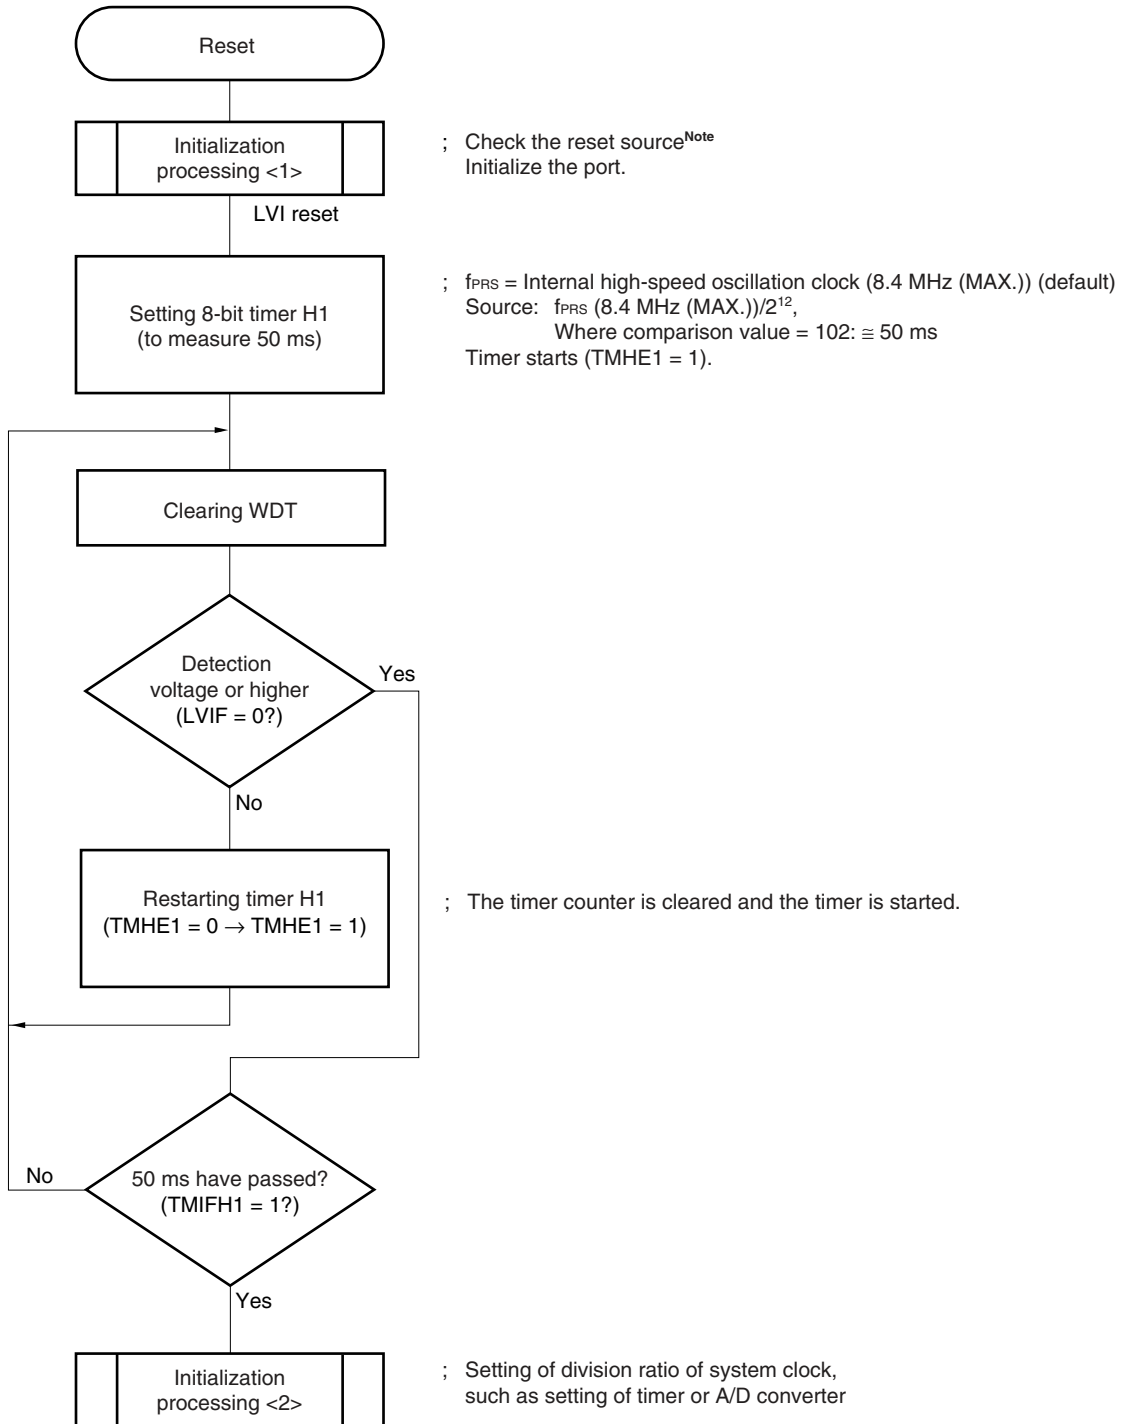 Reset
Initialization
processing <1>
; Check the reset sourceNote
Initialize the port.
LVI reset
Setting 8-bit timer H1
(to measure 50 ms)
; fPRS = Internal high-speed oscillation clock (8.4 MHz (MAX.)) (default)
Source: fPRS (8.4 MHz (MAX.))/2^12,
Where comparison value = 102: ≅ 50 ms
Timer starts (TMHE1 = 1).
Clearing WDT
Detection
voltage or higher
(LVIF = 0?)
Yes
No
Restarting timer H1
(TMHE1 = 0 → TMHE1 = 1)
; The timer counter is cleared and the timer is started.
50 ms have passed?
(TMIFH1 = 1?)
No
Yes
Initialization
processing <2>
; Setting of division ratio of system clock,
such as setting of timer or A/D converter